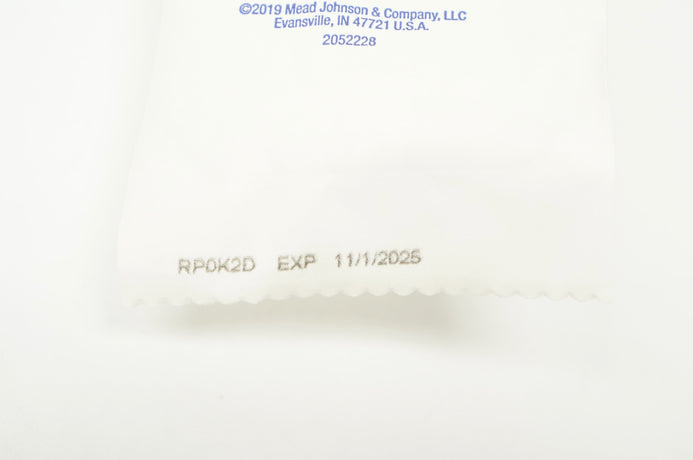 ©2019 Mead Johnson & Company, LLC
Evansville, IN 47721 U.S.A.
2052228
RP0K2D EXP 11/1/2025